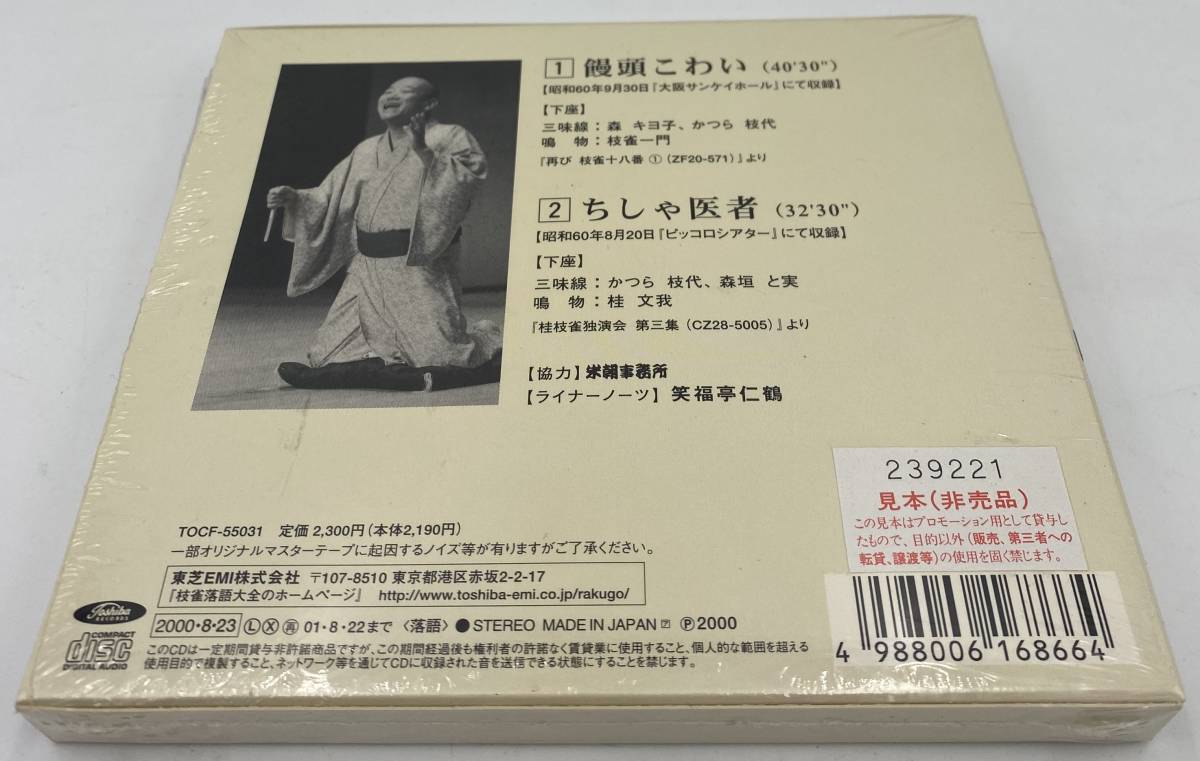 1 饅頭こわい (40'30")
【昭和60年9月30日『大阪サンケイホール』にて収録】
【下座】
三味線：森 キヨ子、かつら 枝代
鳴　物：枝雀一門
『再び 枝雀十八番 ① (ZF20-571)』より
2 ちしゃ医者 (32'30")
【昭和60年8月20日『ピッコロシアター』にて収録】
【下座】
三味線：かつら 枝代、森垣 と実
鳴　物：桂 文我
『桂枝雀独演会 第三集 (CZ28-5005)』より
【協力】米朝事務所
【ライナーノーツ】笑福亭仁鶴
239221
見本(非売品)
この見本はプロモーション用として貸与し
たもので、目的以外(販売、第三者への
転貸、譲渡等)の使用を固く禁じます。
TOCF-55031　定価 2,300円(本体2,190円)
一部オリジナルマスターテープに起因するノイズ等が有りますがご了承ください。
東芝EMI株式会社 〒107-8510 東京都港区赤坂2-2-17
『枝雀落語大全のホームページ』 http://www.toshiba-emi.co.jp/rakugo/
Toshiba
RECORDS
2000・8・23 Ⓛ Ⓧ 再 01・8・22まで 〈落語〉 ●STEREO MADE IN JAPAN Ⓟ2000
COMPACT
disc
DIGITAL AUDIO
このCDは一定期間貸与非許諾商品ですが、この期間経過後も権利者の許諾なく賃貸業に使用すること、個人的な範囲を超える
使用目的で複製すること、ネットワーク等を通じてCDに収録された音を送信できる状態にすることを禁じます。
4 988006 168664